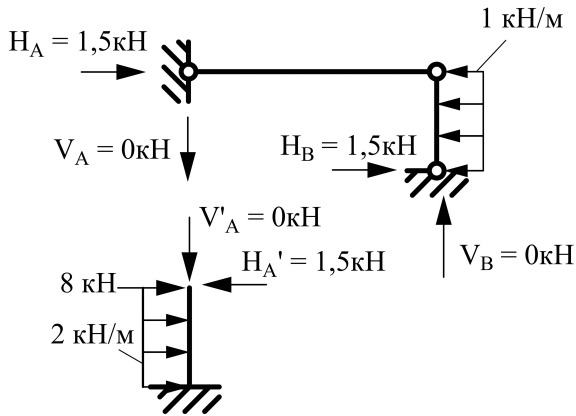 1 кН/м
H_A = 1,5кН
V_A = 0кН
H_B = 1,5кН
V'_A = 0кН
V_B = 0кН
H_A' = 1,5кН
8 кН
2 кН/м